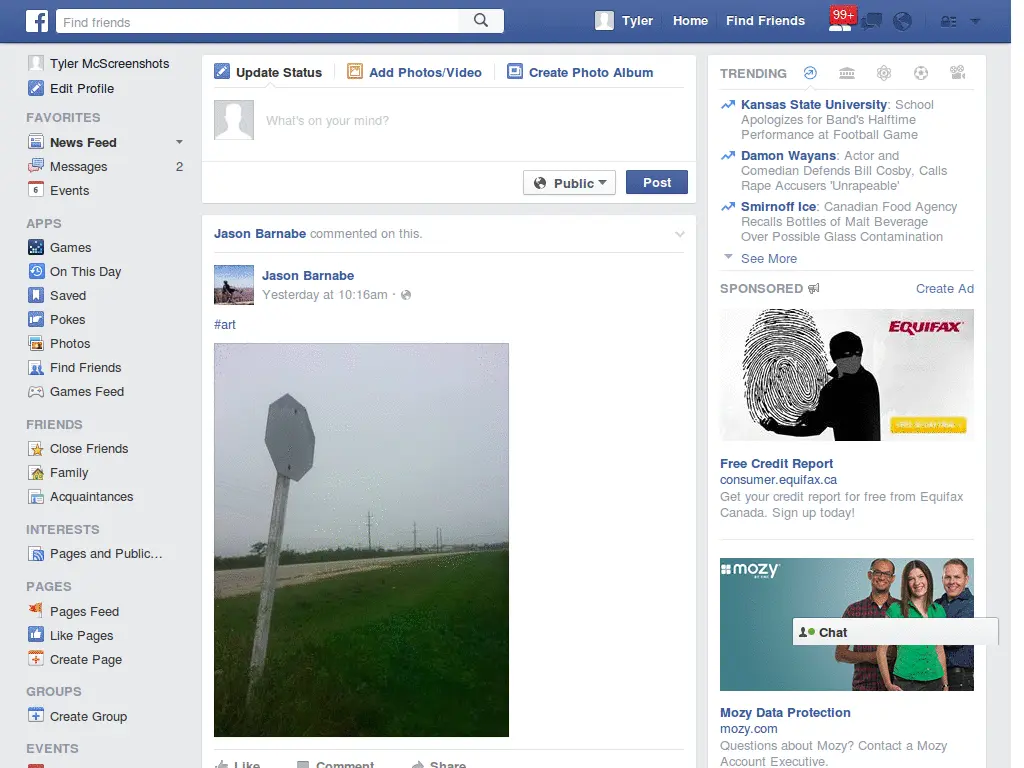 Find friends
Tyler
Home
Find Friends
99+
Tyler McScreenshots
Edit Profile
FAVORITES
News Feed
Messages 2
6
Events
APPS
Games
On This Day
Saved
Pokes
Photos
Find Friends
Games Feed
FRIENDS
Close Friends
Family
Acquaintances
INTERESTS
Pages and Public...
PAGES
Pages Feed
Like Pages
Create Page
GROUPS
Create Group
EVENTS
Update Status
Add Photos/Video
Create Photo Album
What's on your mind?
Public
Post
Jason Barnabe commented on this.
Jason Barnabe
Yesterday at 10:16am ·
#art
Like
Comment
Share
TRENDING
Kansas State University: School
Apologizes for Band's Halftime
Performance at Football Game
Damon Wayans: Actor and
Comedian Defends Bill Cosby, Calls
Rape Accusers 'Unrapeable'
Smirnoff Ice: Canadian Food Agency
Recalls Bottles of Malt Beverage
Over Possible Glass Contamination
See More
SPONSORED
Create Ad
EQUIFAX
Free Credit Report
consumer.equifax.ca
Get your credit report for free from Equifax
Canada. Sign up today!
mozy
Chat
Mozy Data Protection
mozy.com
Questions about Mozy? Contact a Mozy
Account Executive.